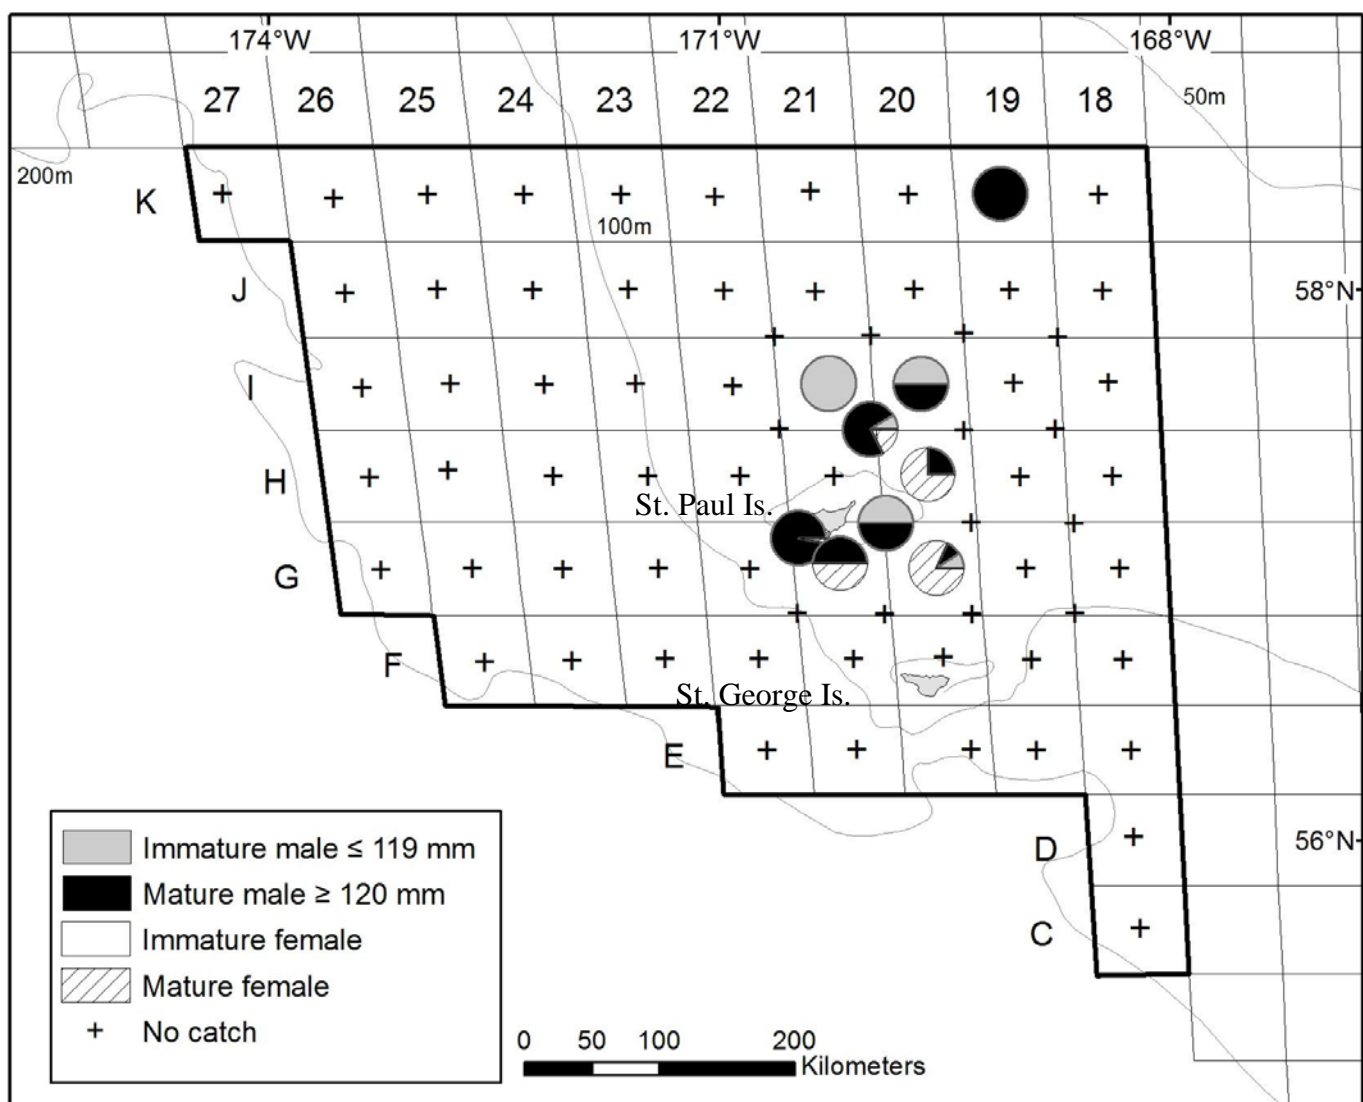 174°W 171°W 168°W
27 26 25 24 23 22 21 20 19 18 50m
200m
K
100m
J 58°N
I
H
St. Paul Is.
G
F
St. George Is.
E
Immature male ≤ 119 mm
Mature male ≥ 120 mm
Immature female
Mature female
No catch
D 56°N
C
0 50 100 200
Kilometers